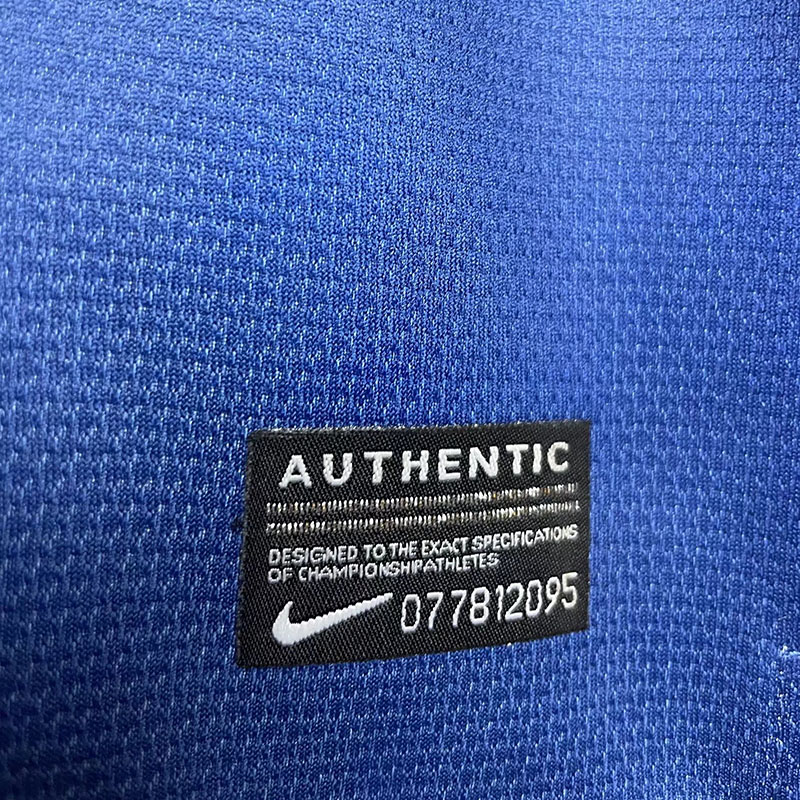 AUTHENTIC
DESIGNED TO THE EXACT SPECIFICATIONS
OF CHAMPIONSHIPATHLETES
077812095